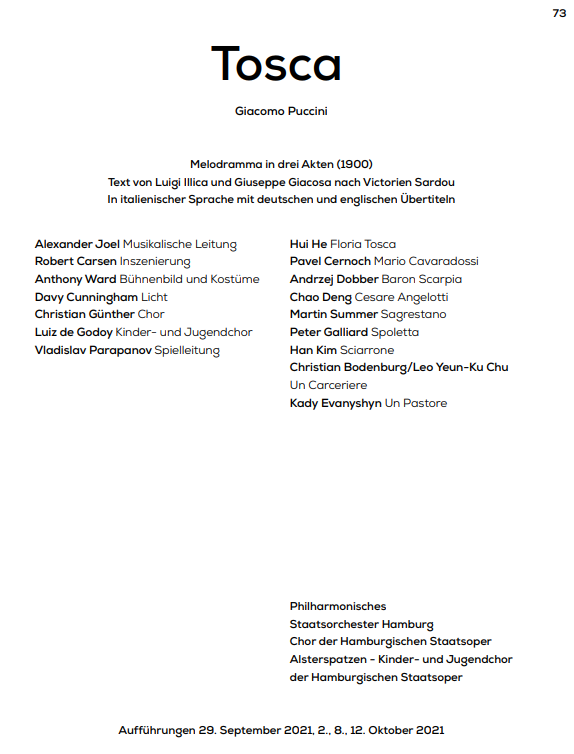 73
Tosca
Giacomo Puccini
Melodramma in drei Akten (1900)
Text von Luigi Illica und Giuseppe Giacosa nach Victorien Sardou
In italienischer Sprache mit deutschen und englischen Übertiteln
Alexander Joel Musikalische Leitung
Robert Carsen Inszenierung
Anthony Ward Bühnenbild und Kostüme
Davy Cunningham Licht
Christian Günther Chor
Luiz de Godoy Kinder- und Jugendchor
Vladislav Parapanov Spielleitung
Hui He Floria Tosca
Pavel Cernoch Mario Cavaradossi
Andrzej Dobber Baron Scarpia
Chao Deng Cesare Angelotti
Martin Summer Sagrestano
Peter Galliard Spoletta
Han Kim Sciarrone
Christian Bodenburg/Leo Yeun-Ku Chu
Un Carceriere
Kady Evanyshyn Un Pastore
Philharmonisches
Staatsorchester Hamburg
Chor der Hamburgischen Staatsoper
Alsterspatzen - Kinder- und Jugendchor
der Hamburgischen Staatsoper
Aufführungen 29. September 2021, 2., 8., 12. Oktober 2021